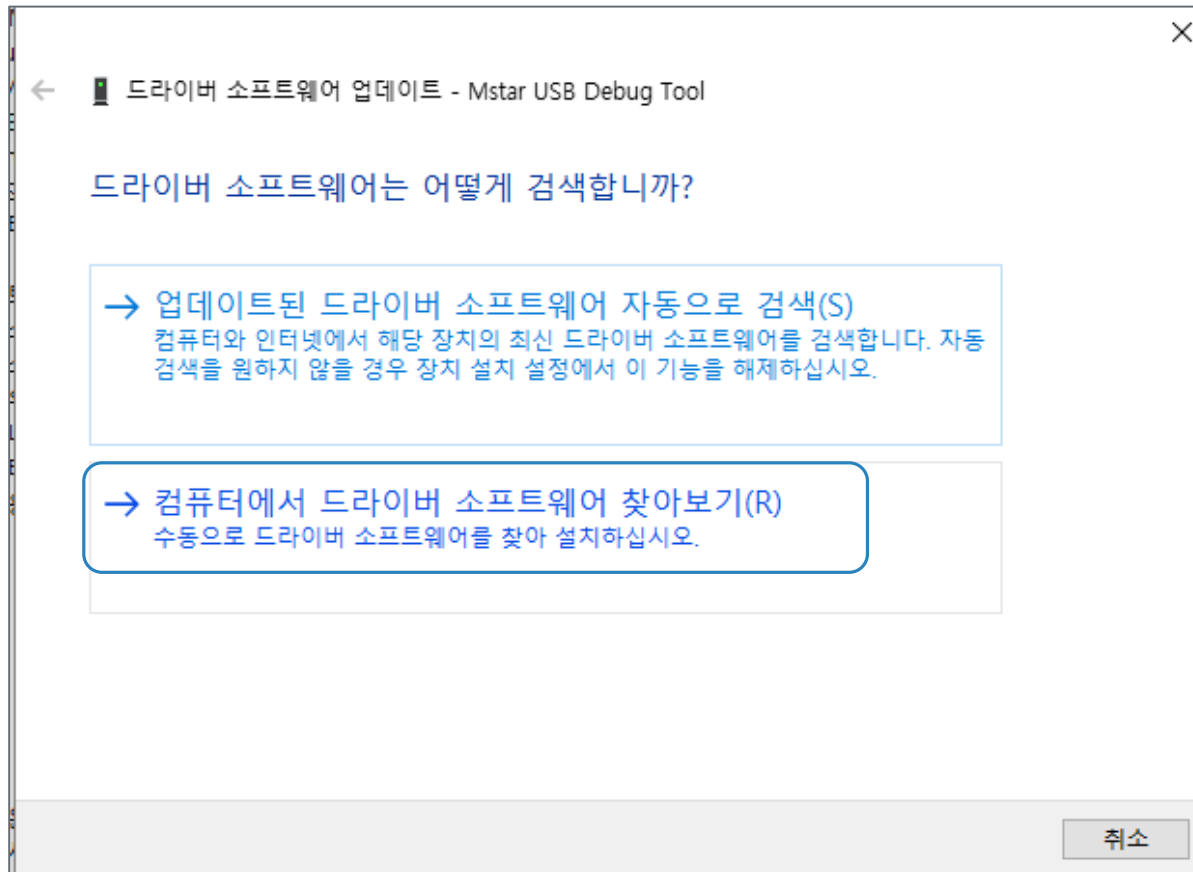 드라이버 소프트웨어 업데이트 - Mstar USB Debug Tool
드라이버 소프트웨어는 어떻게 검색합니까?
업데이트된 드라이버 소프트웨어 자동으로 검색(S)
컴퓨터와 인터넷에서 해당 장치의 최신 드라이버 소프트웨어를 검색합니다. 자동
검색을 원하지 않을 경우 장치 설치 설정에서 이 기능을 해제하십시오.
컴퓨터에서 드라이버 소프트웨어 찾아보기(R)
수동으로 드라이버 소프트웨어를 찾아 설치하십시오.
취소